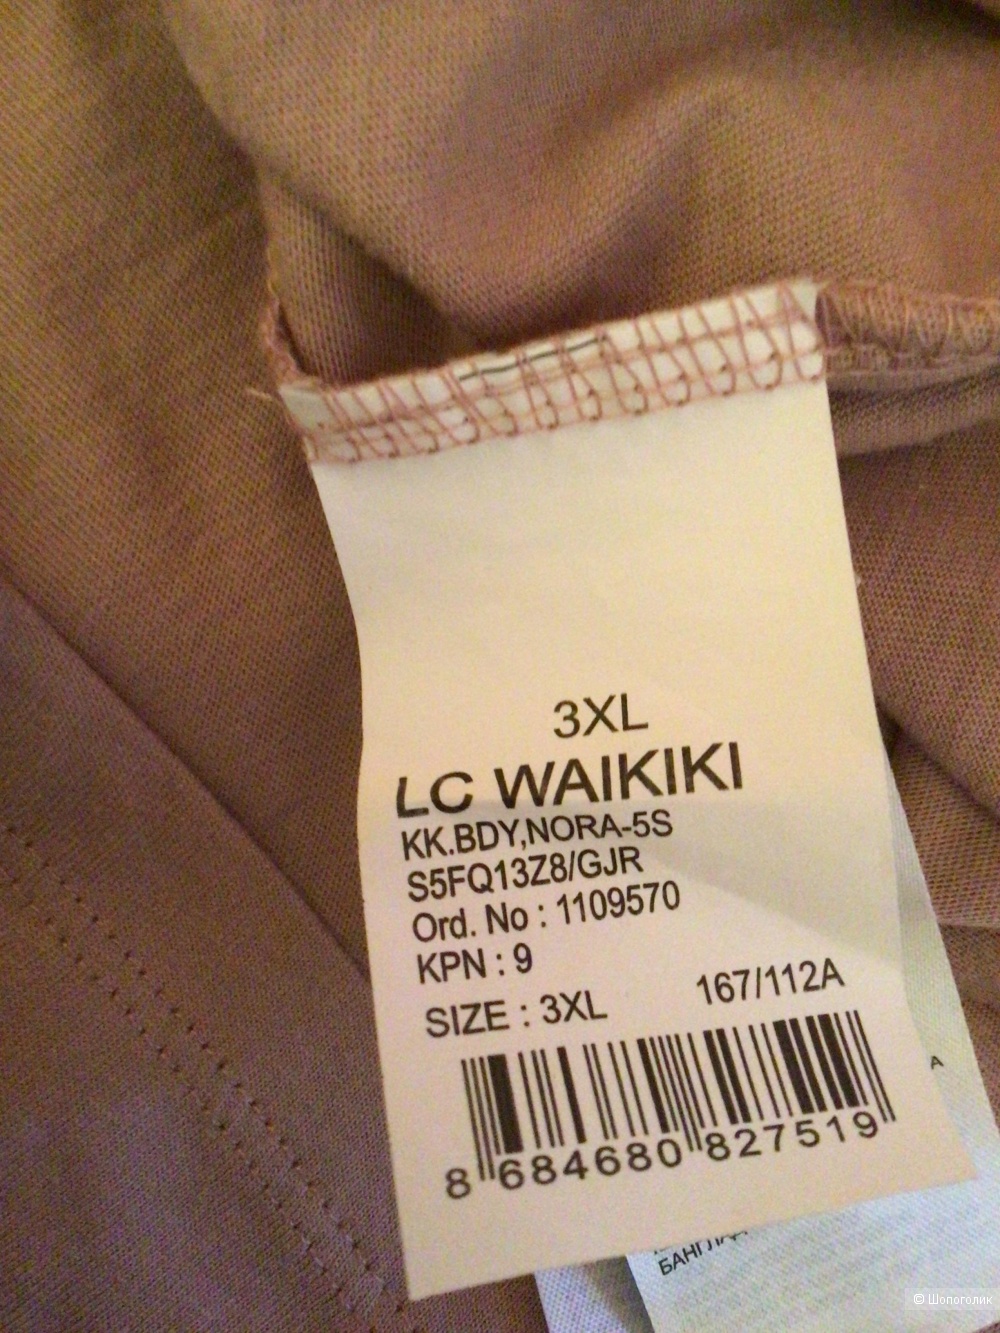 3XL
LC WAIKIKI
KK.BDY,NORA-5S
S5FQ13Z8/GJR
Ord. No : 1109570
KPN : 9
SIZE : 3XL 167/112A
8 684680 827519
A
© Шопоголик